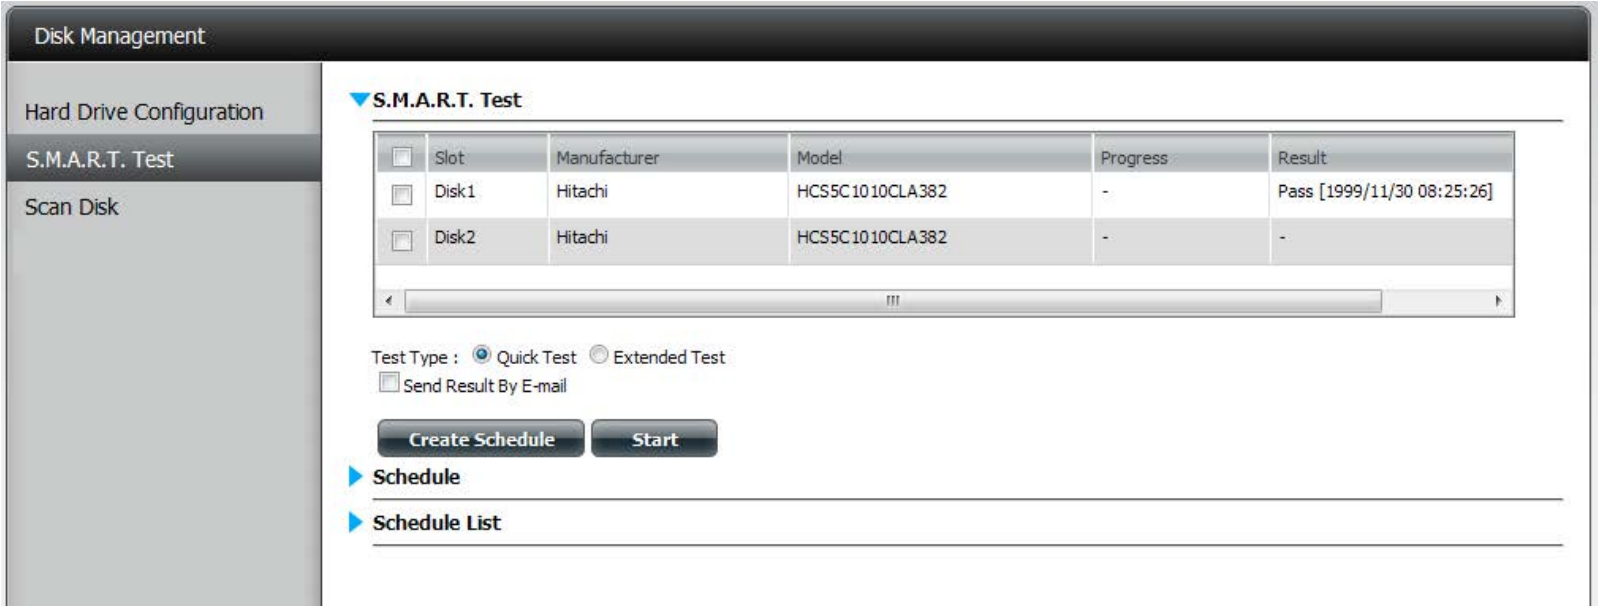 Disk Management
Hard Drive Configuration
S.M.A.R.T. Test
Scan Disk
S.M.A.R.T. Test
Slot Manufacturer Model Progress Result
Disk1 Hitachi HCS5C1010CLA382 - Pass [1999/11/30 08:25:26]
Disk2 Hitachi HCS5C1010CLA382 - -
Test Type : Quick Test Extended Test
Send Result By E-mail
Create Schedule Start
Schedule
Schedule List